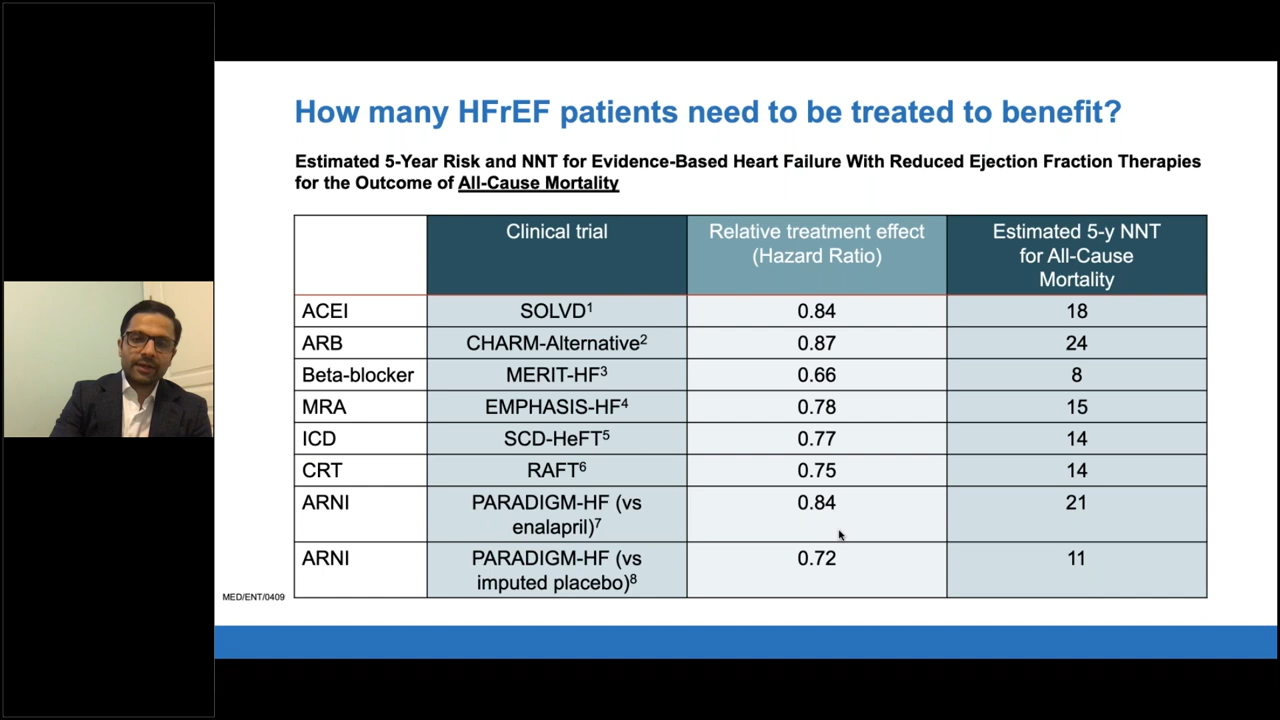 How many HFrEF patients need to be treated to benefit?
Estimated 5-Year Risk and NNT for Evidence-Based Heart Failure With Reduced Ejection Fraction Therapies
for the Outcome of All-Cause Mortality
Clinical trial
Relative treatment effect
(Hazard Ratio)
Estimated 5-y NNT
for All-Cause
Mortality
ACEI SOLVD¹ 0.84 18
ARB CHARM-Alternative² 0.87 24
Beta-blocker MERIT-HF³ 0.66 8
MRA EMPHASIS-HF⁴ 0.78 15
ICD SCD-HeFT⁵ 0.77 14
CRT RAFT⁶ 0.75 14
ARNI PARADIGM-HF (vs 0.84 21
enalapril)⁷
ARNI PARADIGM-HF (vs 0.72 11
imputed placebo)⁸
MED/ENT/0409